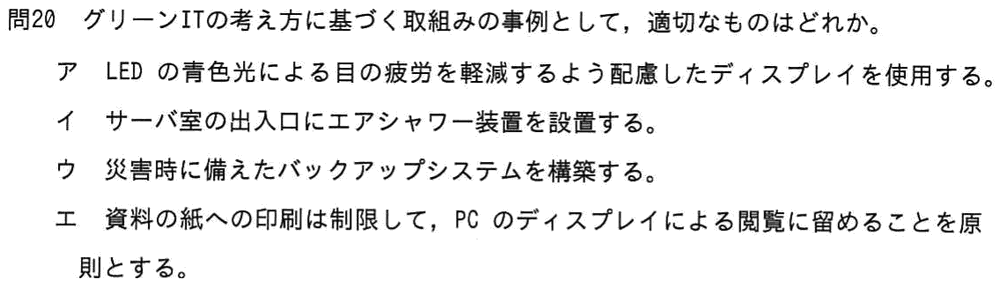 問20　グリーンITの考え方に基づく取組みの事例として，適切なものはどれか。
ア　LED の青色光による目の疲労を軽減するよう配慮したディスプレイを使用する。
イ　サーバ室の出入口にエアシャワー装置を設置する。
ウ　災害時に備えたバックアップシステムを構築する。
エ　資料の紙への印刷は制限して，PC のディスプレイによる閲覧に留めることを原
則とする。